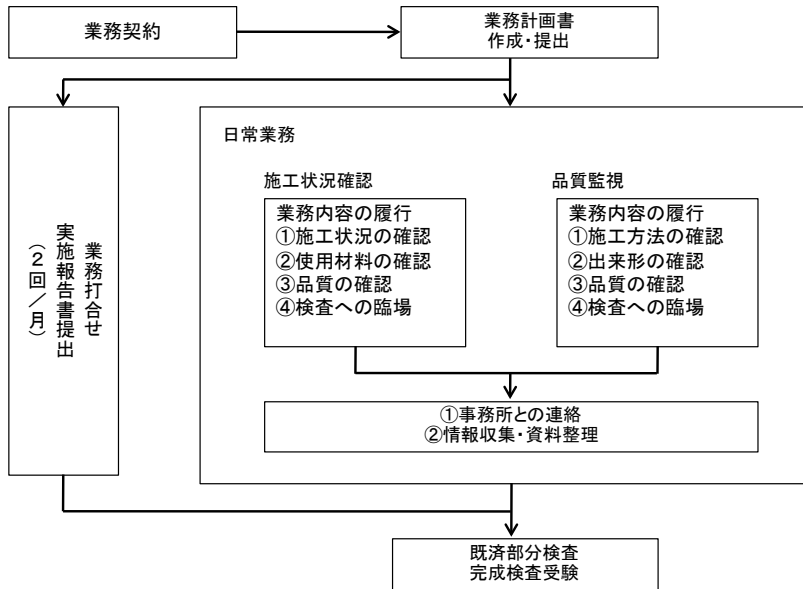 業務契約
業務計画書
作成・提出
業務打合せ
実施報告書提出
（２回／月）
日常業務
施工状況確認
業務内容の履行
①施工状況の確認
②使用材料の確認
③品質の確認
④検査への臨場
品質監視
業務内容の履行
①施工方法の確認
②出来形の確認
③品質の確認
④検査への臨場
①事務所との連絡
②情報収集・資料整理
既済部分検査
完成検査受験